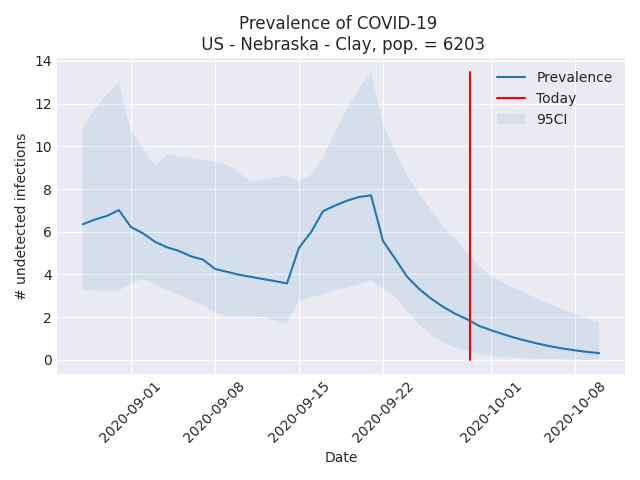 Prevalence of COVID-19
US - Nebraska - Clay, pop. = 6203
14
12
10
8
6
4
2
0
# undetected infections
Prevalence
Today
95CI
2020-09-01
2020-09-08
2020-09-15
2020-09-22
2020-10-01
2020-10-08
Date